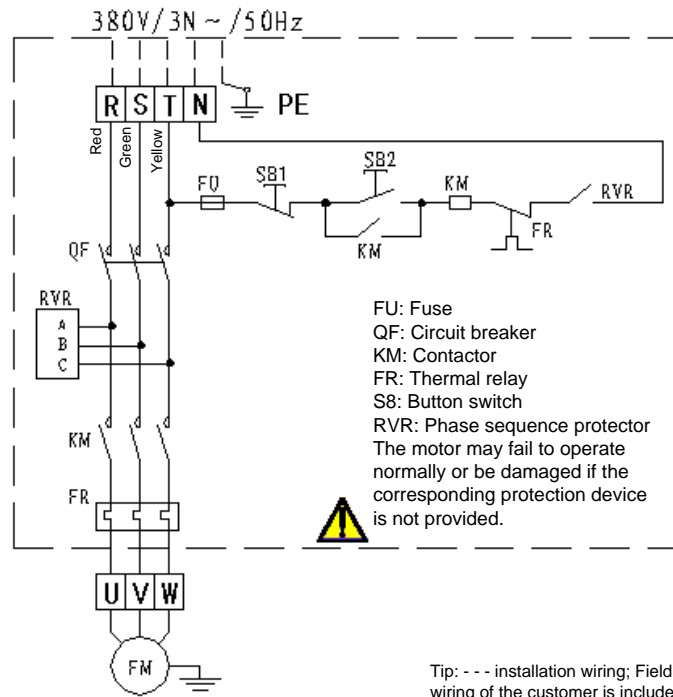 380V/3N ~ /50Hz
R S T N
PE
Red
Green
Yellow
FU
SB1
SB2
KM
RVR
FR
KM
QF
RVR
A
B
C
KM
FR
FU: Fuse
QF: Circuit breaker
KM: Contactor
FR: Thermal relay
S8: Button switch
RVR: Phase sequence protector
The motor may fail to operate
normally or be damaged if the
corresponding protection device
is not provided.
U V W
FM
Tip: - - - installation wiring; Field
wiring of the customer is include